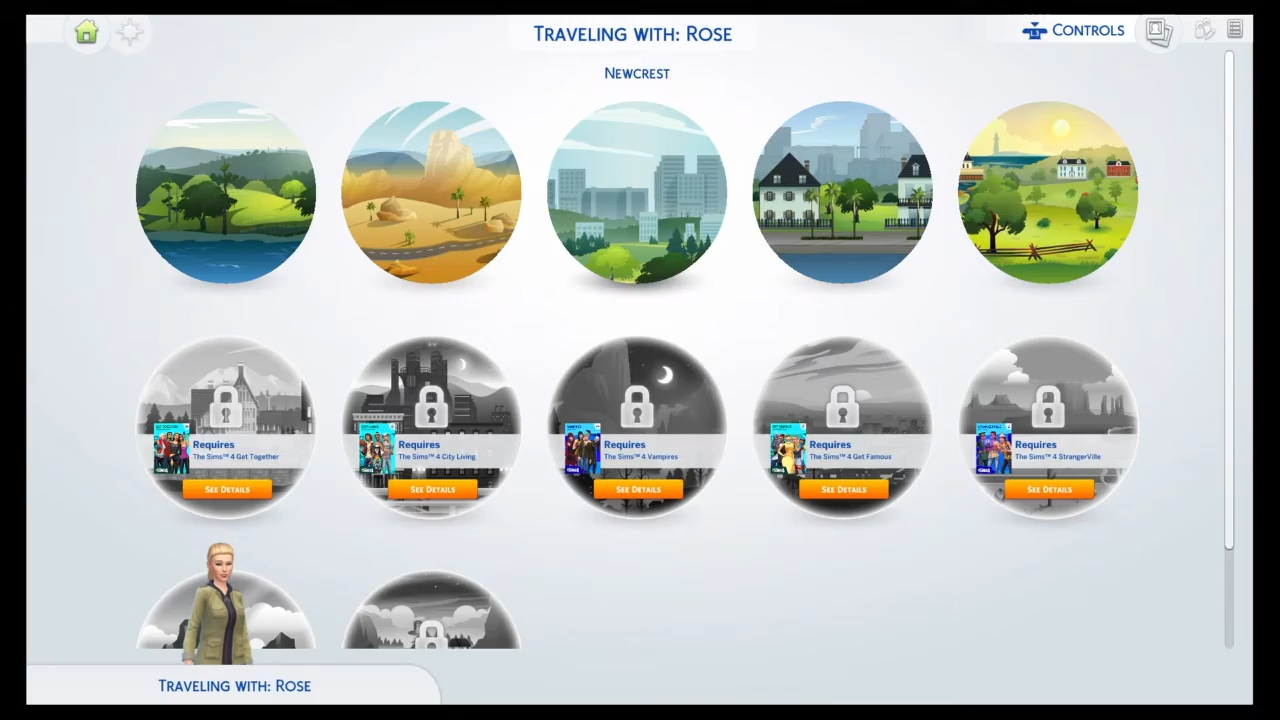 Traveling with: Rose
L3 Controls
Newcrest
Requires
The Sims™ 4 Get Together
See Details
Requires
The Sims™ 4 City Living
See Details
Requires
The Sims™ 4 Vampires
See Details
Requires
The Sims™ 4 Get Famous
See Details
Requires
The Sims™ 4 StrangerVille
See Details
Traveling with: Rose